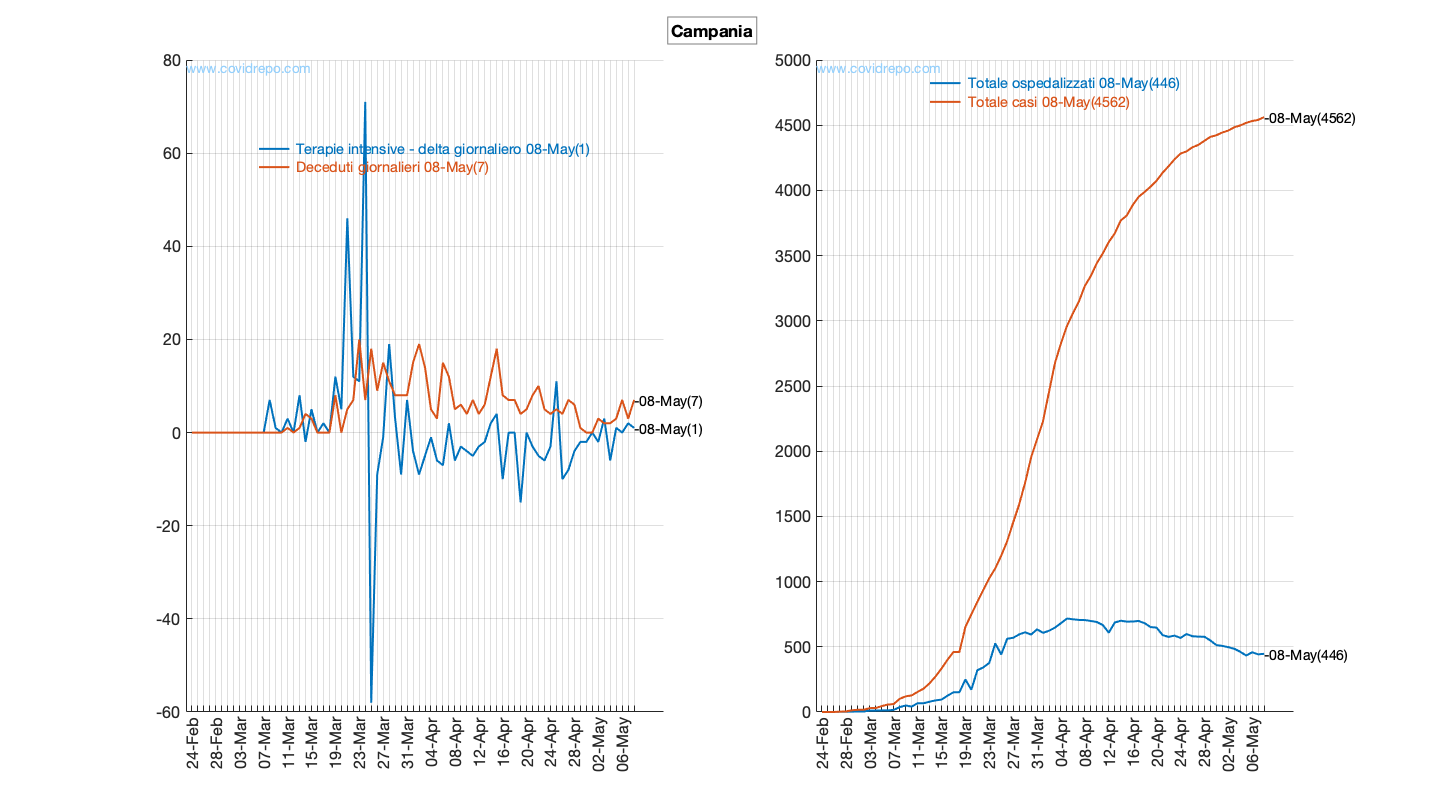 Campania
www.covidrepo.com
Terapie intensive - delta giornaliero 08-May(1)
Deceduti giornalieri 08-May(7)
80
60
40
20
0
-20
-40
-60
-08-May(7)
-08-May(1)
24-Feb
28-Feb
03-Mar
07-Mar
11-Mar
15-Mar
19-Mar
23-Mar
27-Mar
31-Mar
04-Apr
08-Apr
12-Apr
16-Apr
20-Apr
24-Apr
28-Apr
02-May
06-May
www.covidrepo.com
Totale ospedalizzati 08-May(446)
Totale casi 08-May(4562)
5000
4500
4000
3500
3000
2500
2000
1500
1000
500
0
-08-May(4562)
-08-May(446)
24-Feb
28-Feb
03-Mar
07-Mar
11-Mar
15-Mar
19-Mar
23-Mar
27-Mar
31-Mar
04-Apr
08-Apr
12-Apr
16-Apr
20-Apr
24-Apr
28-Apr
02-May
06-May